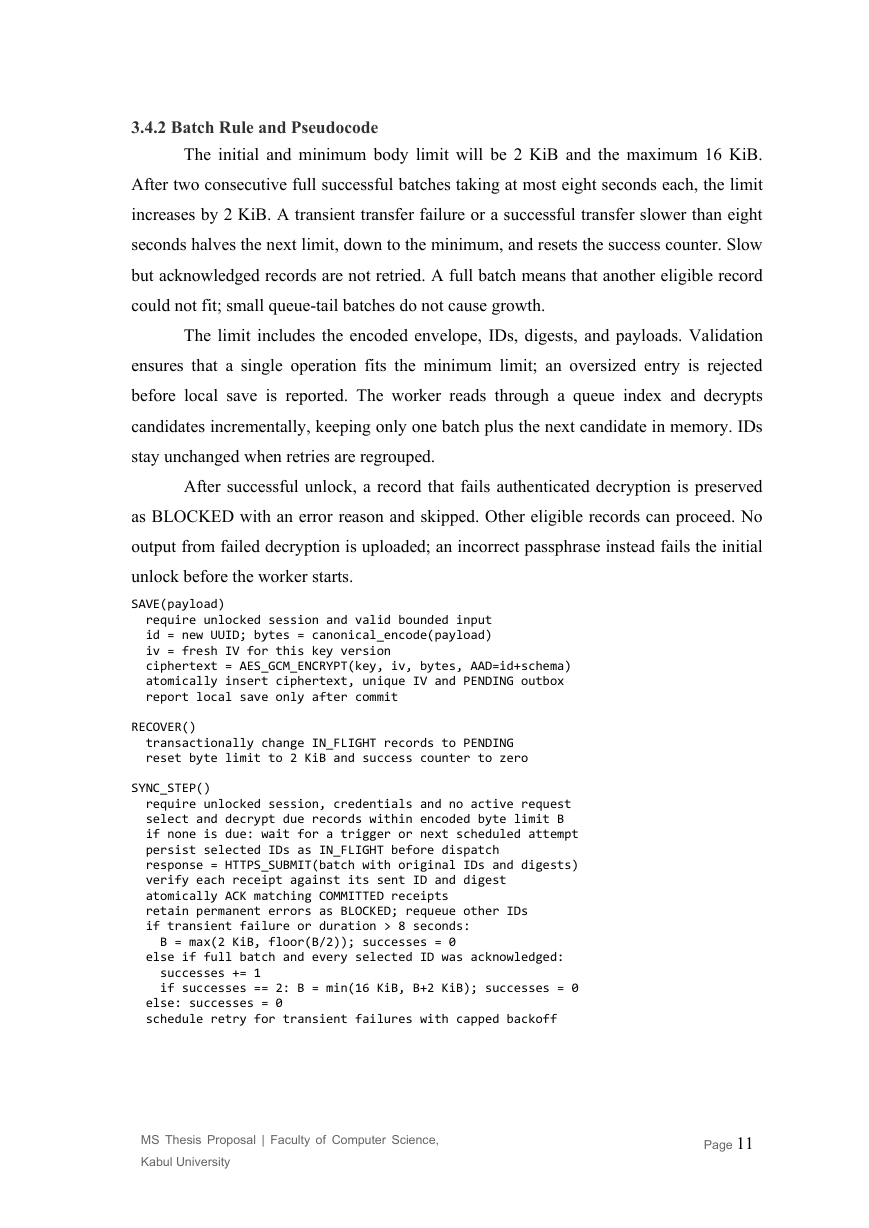 3.4.2 Batch Rule and Pseudocode
The initial and minimum body limit will be 2 KiB and the maximum 16 KiB.
After two consecutive full successful batches taking at most eight seconds each, the limit
increases by 2 KiB. A transient transfer failure or a successful transfer slower than eight
seconds halves the next limit, down to the minimum, and resets the success counter. Slow
but acknowledged records are not retried. A full batch means that another eligible record
could not fit; small queue-tail batches do not cause growth.
The limit includes the encoded envelope, IDs, digests, and payloads. Validation
ensures that a single operation fits the minimum limit; an oversized entry is rejected
before local save is reported. The worker reads through a queue index and decrypts
candidates incrementally, keeping only one batch plus the next candidate in memory. IDs
stay unchanged when retries are regrouped.
After successful unlock, a record that fails authenticated decryption is preserved
as BLOCKED with an error reason and skipped. Other eligible records can proceed. No
output from failed decryption is uploaded; an incorrect passphrase instead fails the initial
unlock before the worker starts.
SAVE(payload)
  require unlocked session and valid bounded input
  id = new UUID; bytes = canonical_encode(payload)
  iv = fresh IV for this key version
  ciphertext = AES_GCM_ENCRYPT(key, iv, bytes, AAD=id+schema)
  atomically insert ciphertext, unique IV and PENDING outbox
  report local save only after commit
RECOVER()
  transactionally change IN_FLIGHT records to PENDING
  reset byte limit to 2 KiB and success counter to zero
SYNC_STEP()
  require unlocked session, credentials and no active request
  select and decrypt due records within encoded byte limit B
  if none is due: wait for a trigger or next scheduled attempt
  persist selected IDs as IN_FLIGHT before dispatch
  response = HTTPS_SUBMIT(batch with original IDs and digests)
  verify each receipt against its sent ID and digest
  atomically ACK matching COMMITTED receipts
  retain permanent errors as BLOCKED; requeue other IDs
  if transient failure or duration > 8 seconds:
    B = max(2 KiB, floor(B/2)); successes = 0
  else if full batch and every selected ID was acknowledged:
    successes += 1
    if successes == 2: B = min(16 KiB, B+2 KiB); successes = 0
  else: successes = 0
  schedule retry for transient failures with capped backoff
MS Thesis Proposal | Faculty of Computer Science,
Kabul University
Page 11